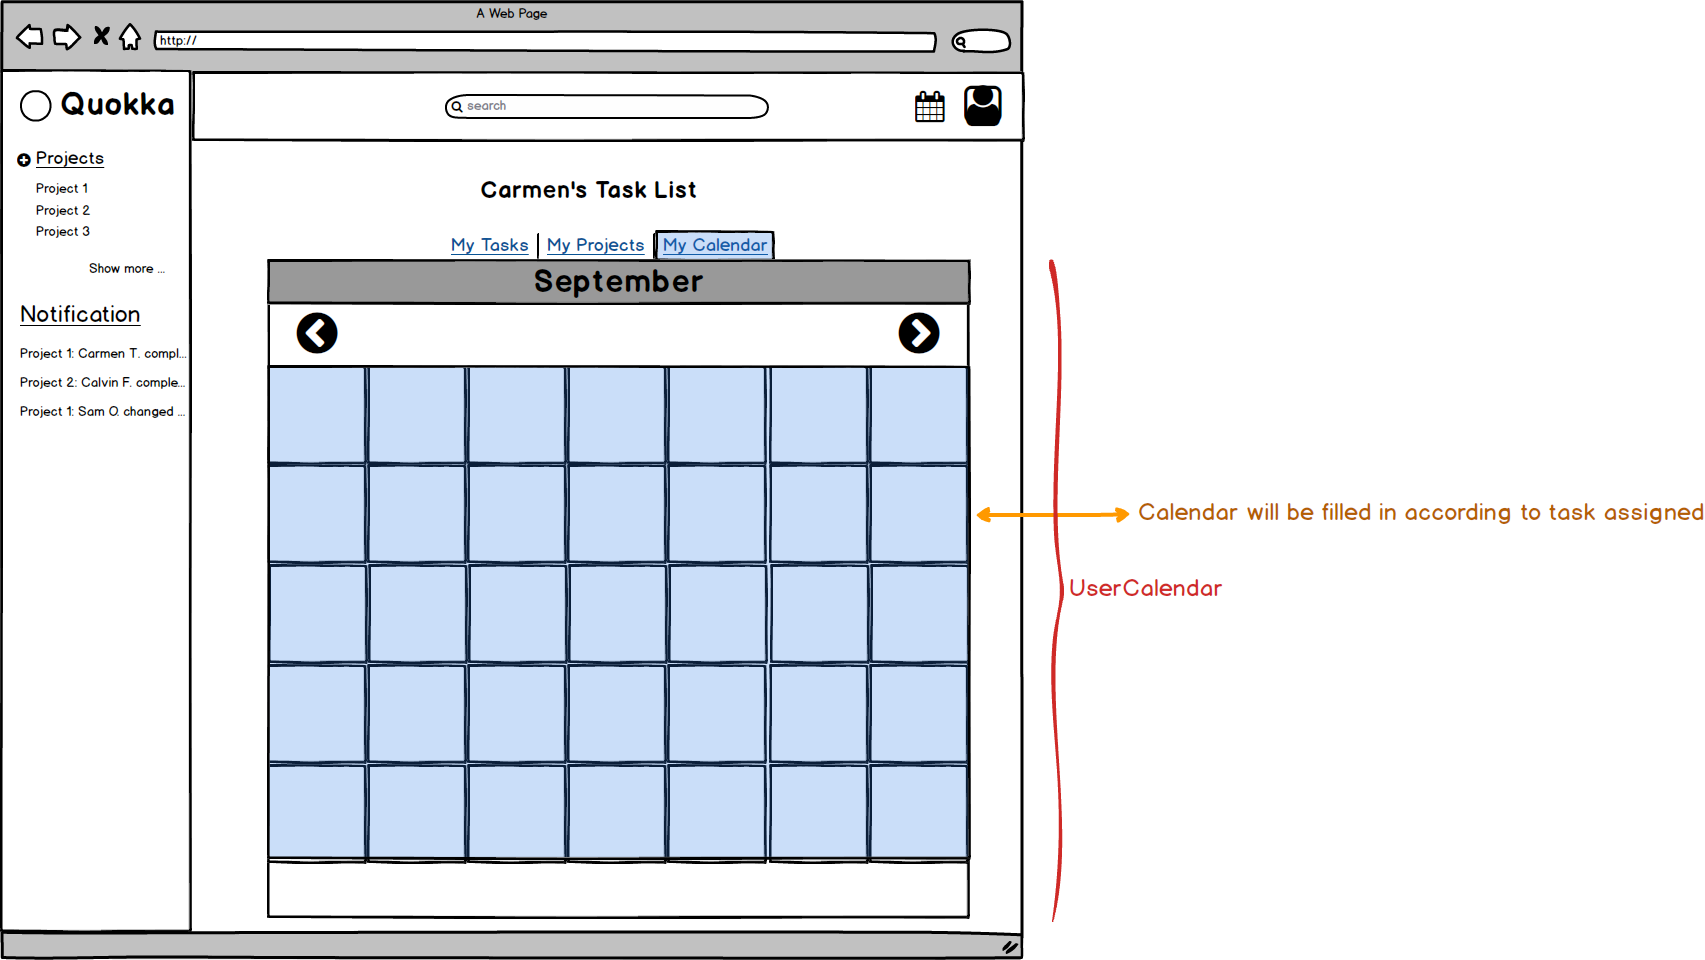 A Web Page
http://
Quokka
search
Projects
Project 1
Project 2
Project 3
Show more ...
Notification
Project 1: Carmen T. compl...
Project 2: Calvin F. comple...
Project 1: Sam O. changed ...
Carmen's Task List
My Tasks
My Projects
My Calendar
September
Calendar will be filled in according to task assigned
UserCalendar